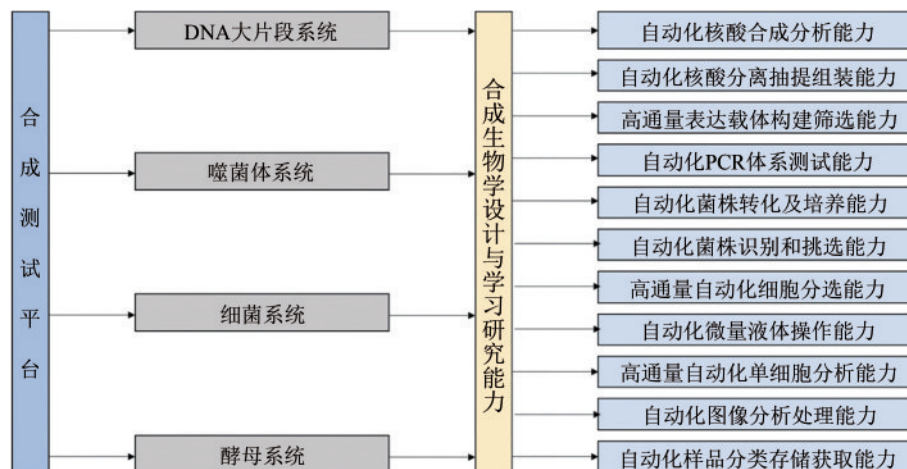 合成测试平台
DNA大片段系统
噬菌体系统
细菌系统
酵母系统
合成生物学设计与学习研究能力
自动化核酸合成分析能力
自动化核酸分离抽提组装能力
高通量表达载体构建筛选能力
自动化PCR体系测试能力
自动化菌株转化及培养能力
自动化菌株识别和挑选能力
高通量自动化细胞分选能力
自动化微量液体操作能力
高通量自动化单细胞分析能力
自动化图像分析处理能力
自动化样品分类存储获取能力